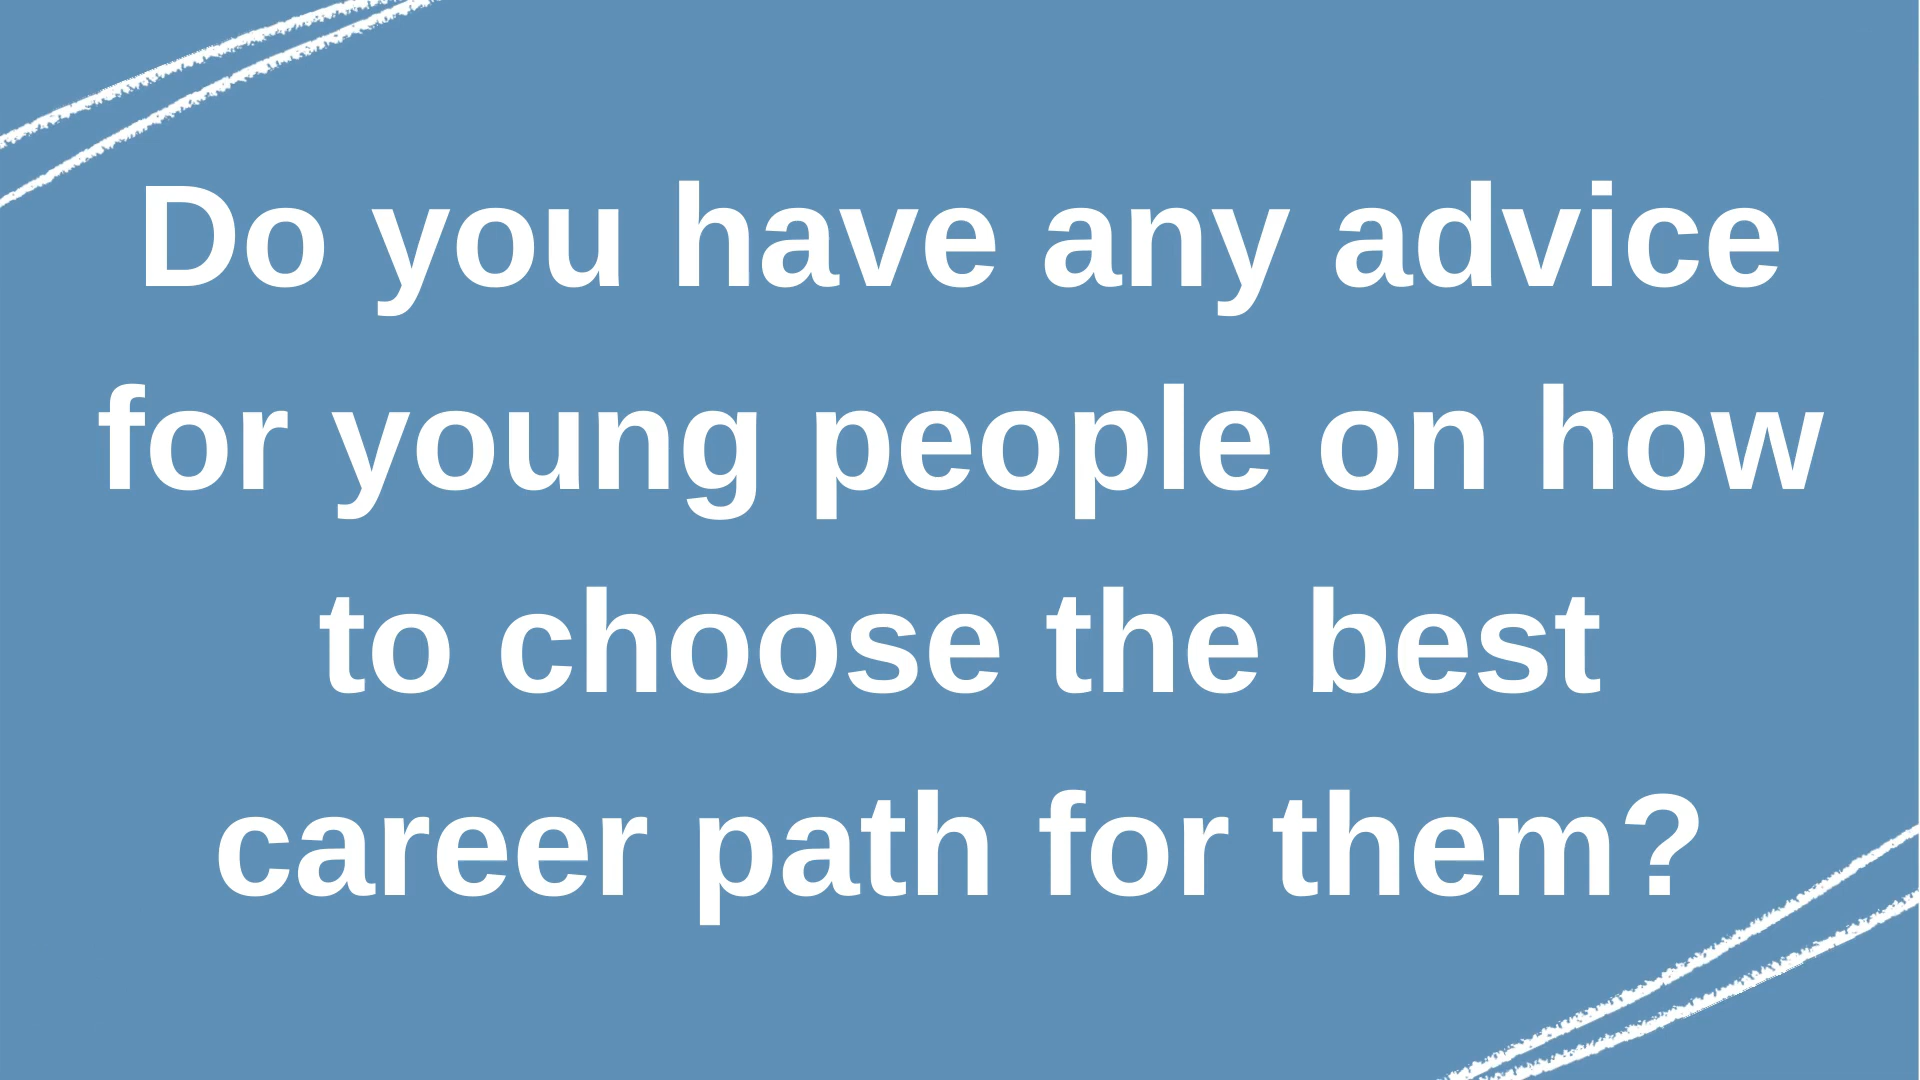 Do you have any advice
for young people on how
to choose the best
career path for them?